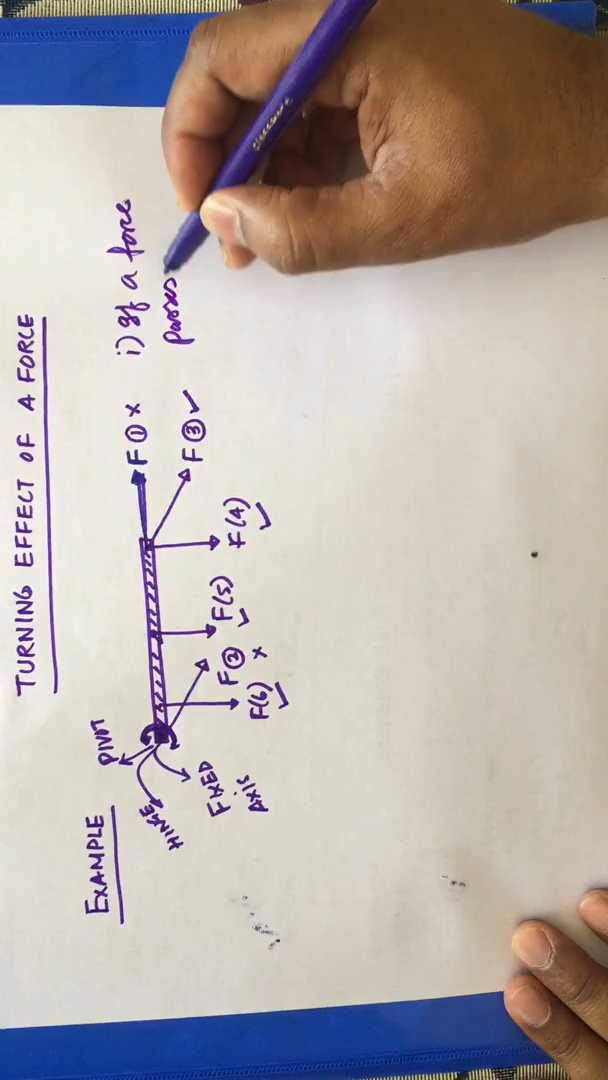 TURNING EFFECT OF A FORCE
EXAMPLE
PIVOT
HINGE
FIXED
AXIS
F(6) ✓
F② ×
F(5) ✓
F(4) ✓
F① ×
F③ ✓
i) If a force
passes